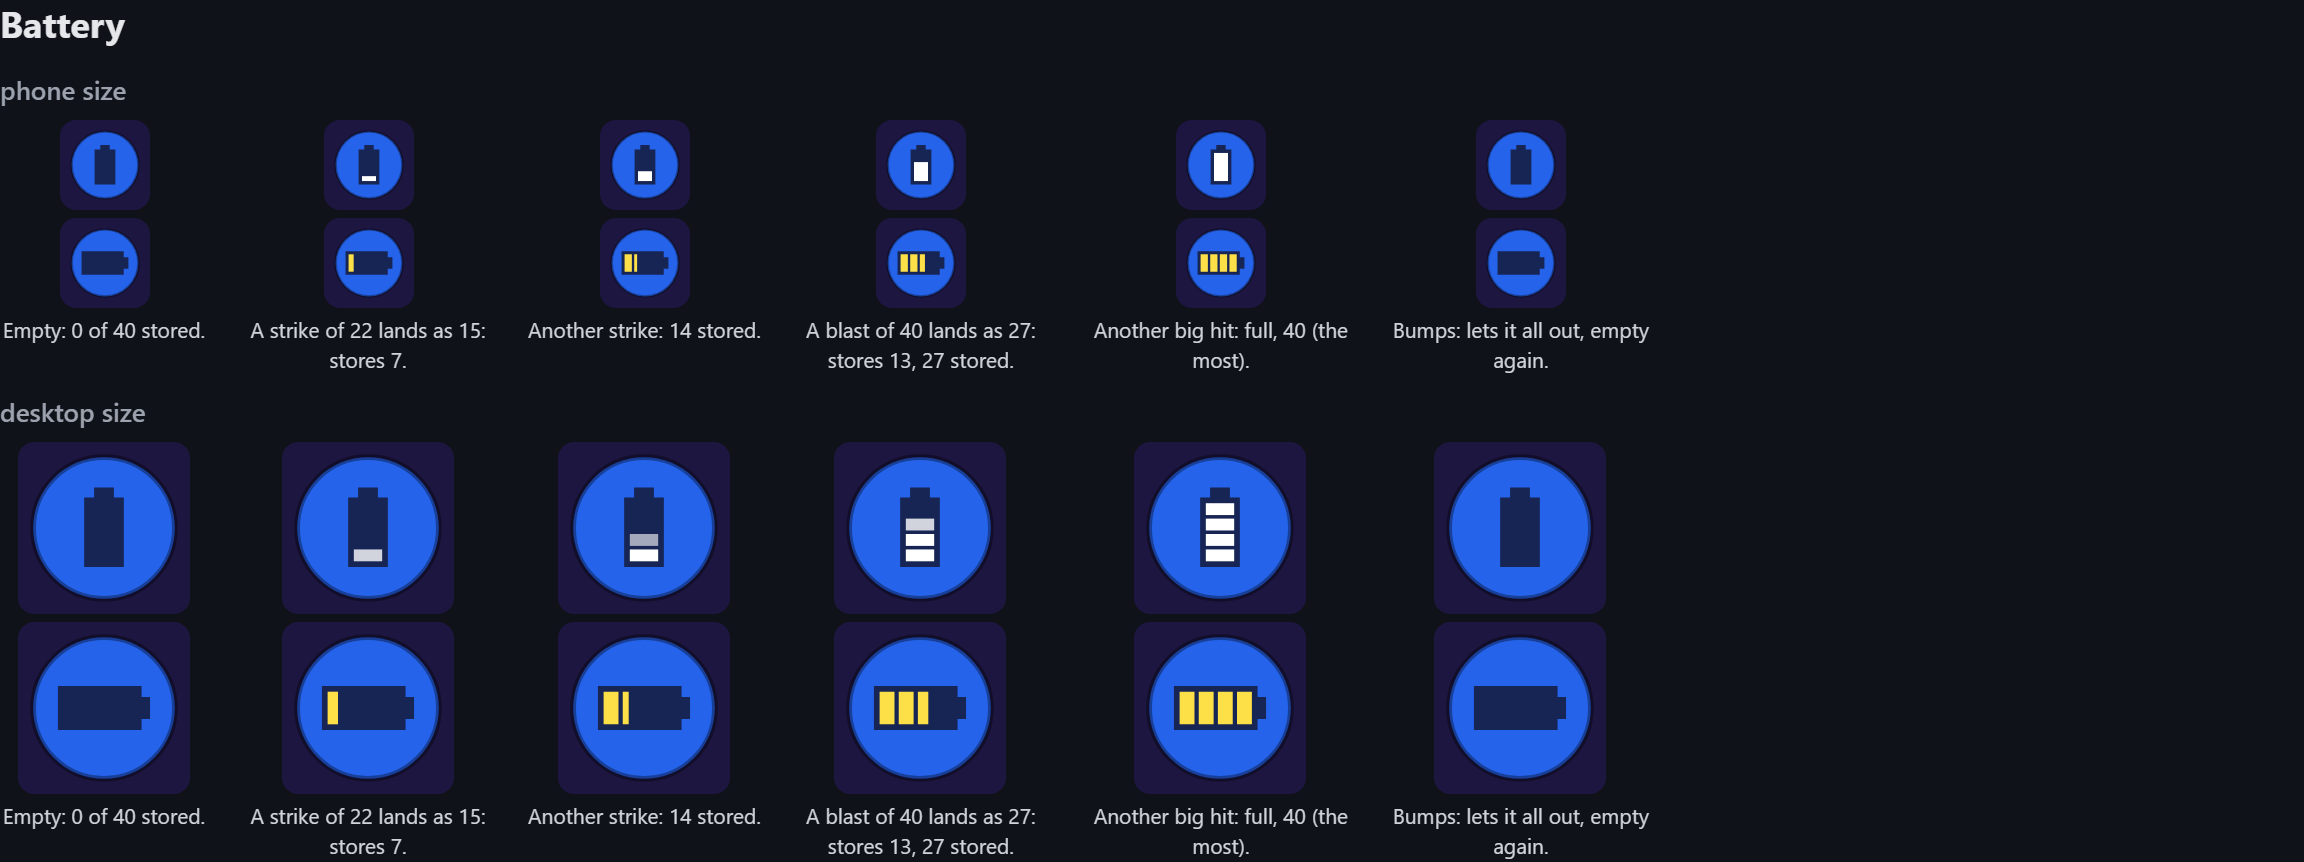 Battery
phone size
Empty: 0 of 40 stored.
A strike of 22 lands as 15:
stores 7.
Another strike: 14 stored.
A blast of 40 lands as 27:
stores 13, 27 stored.
Another big hit: full, 40 (the
most).
Bumps: lets it all out, empty
again.
desktop size
Empty: 0 of 40 stored.
A strike of 22 lands as 15:
stores 7.
Another strike: 14 stored.
A blast of 40 lands as 27:
stores 13, 27 stored.
Another big hit: full, 40 (the
most).
Bumps: lets it all out, empty
again.